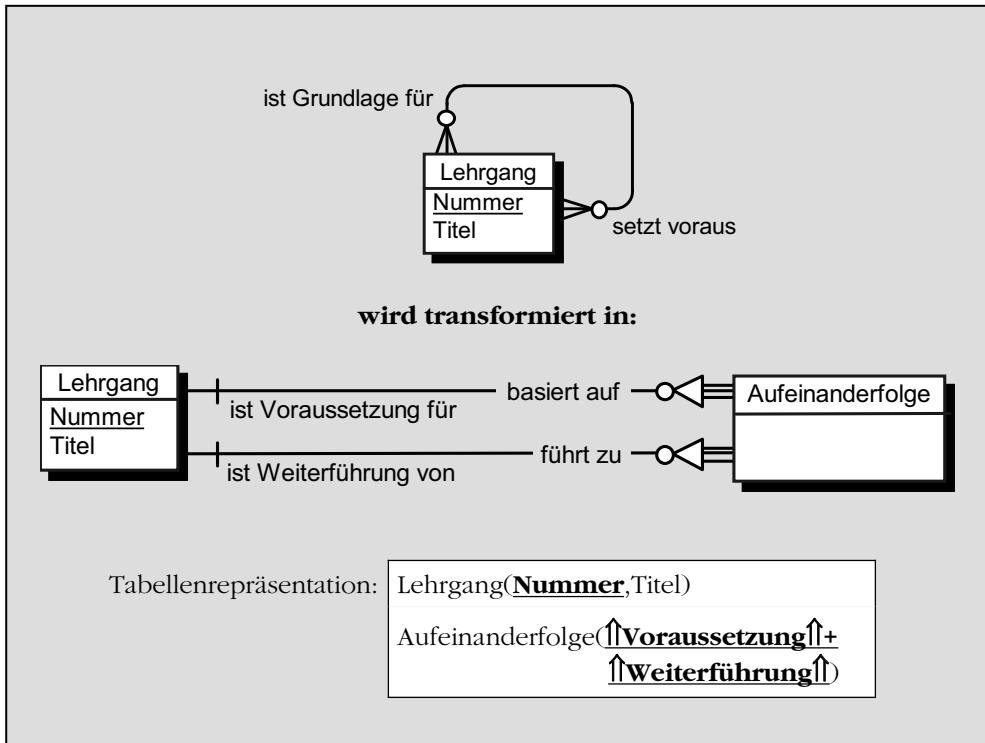 ist Grundlage für
Lehrgang
Nummer
Titel
setzt voraus
wird transformiert in:
Lehrgang
Nummer
Titel
ist Voraussetzung für
basiert auf
ist Weiterführung von
führt zu
Aufeinanderfolge
Tabellenrepräsentation:
Lehrgang(Nummer,Titel)
Aufeinanderfolge(⇑Voraussetzung⇑+
⇑Weiterführung⇑)